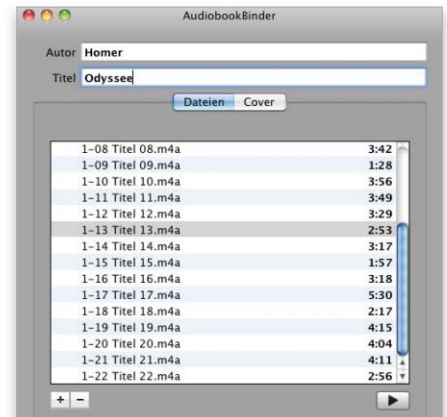 AudiobookBinder
Autor Homer
Titel Odyssee
Dateien Cover
1-08 Titel 08.m4a 3:42
1-09 Titel 09.m4a 1:28
1-10 Titel 10.m4a 3:56
1-11 Titel 11.m4a 3:49
1-12 Titel 12.m4a 3:29
1-13 Titel 13.m4a 2:53
1-14 Titel 14.m4a 3:17
1-15 Titel 15.m4a 1:57
1-16 Titel 16.m4a 3:18
1-17 Titel 17.m4a 5:30
1-18 Titel 18.m4a 2:17
1-19 Titel 19.m4a 4:15
1-20 Titel 20.m4a 4:04
1-21 Titel 21.m4a 4:11
1-22 Titel 22.m4a 2:56
+ −